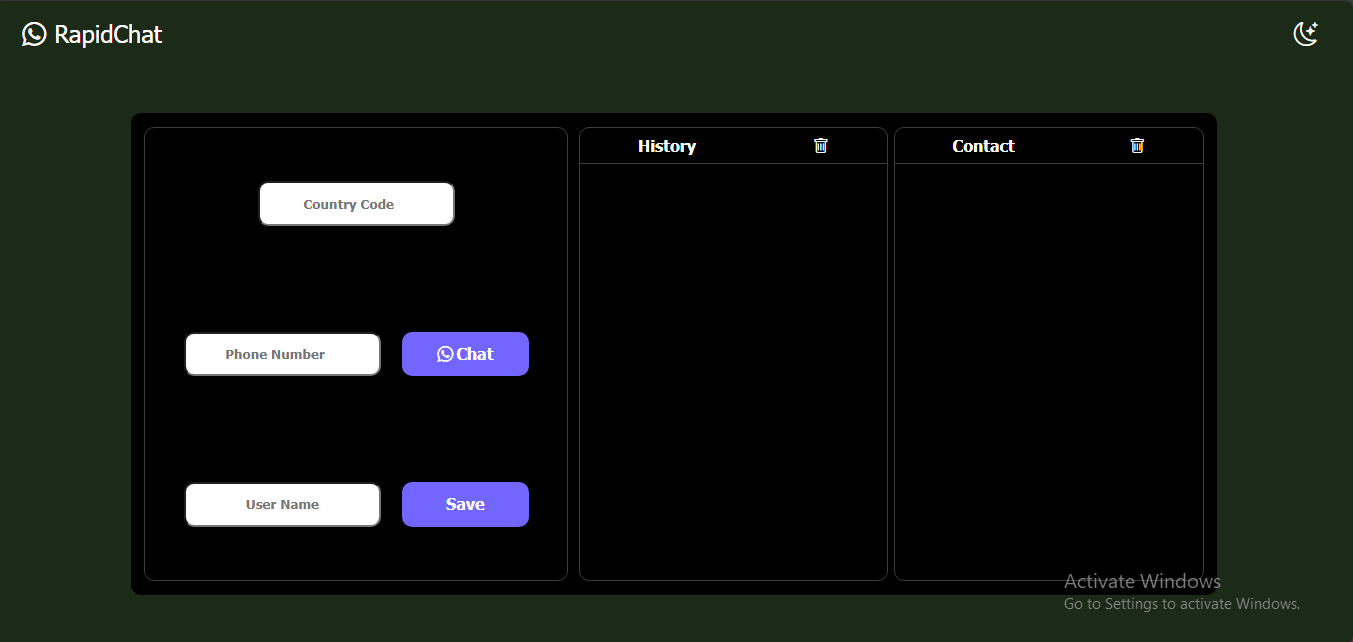 RapidChat
Country Code
Phone Number
Chat
User Name
Save
History
Contact
Activate Windows
Go to Settings to activate Windows.